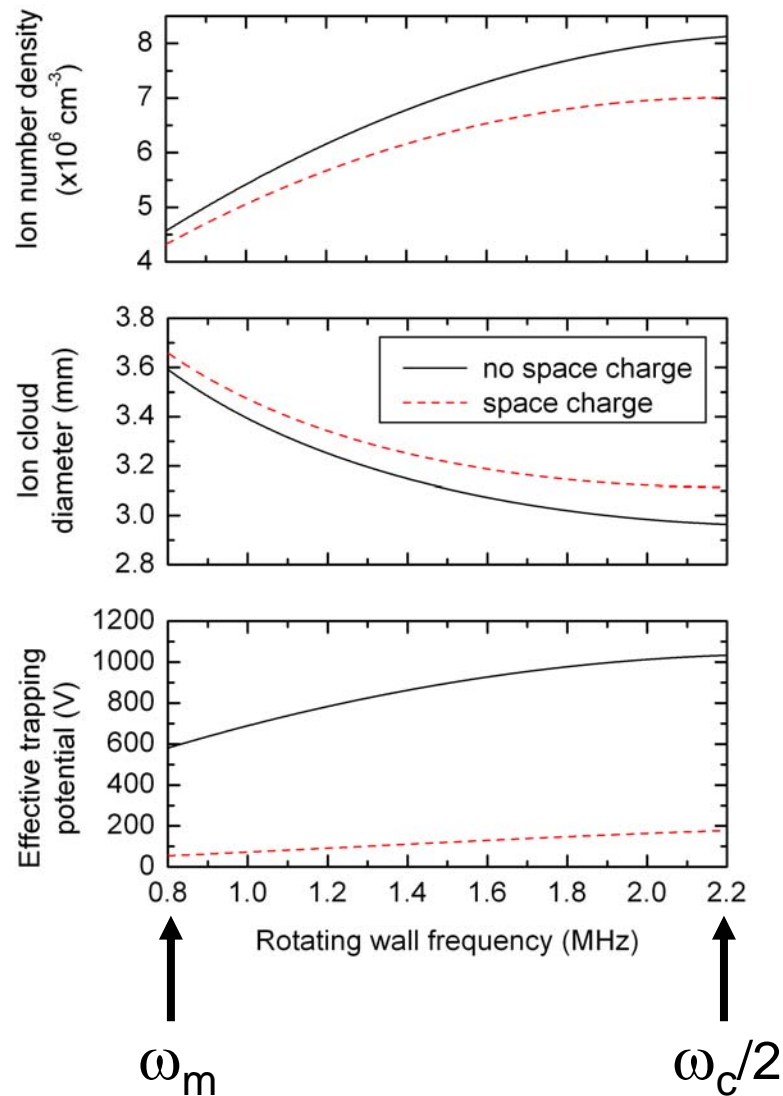 Ion number density
(x10⁶ cm⁻³)
8
7
6
5
4
Ion cloud
diameter (mm)
3.8
3.6
3.4
3.2
3.0
2.8
no space charge
space charge
Effective trapping
potential (V)
1200
1000
800
600
400
200
0
0.8 1.0 1.2 1.4 1.6 1.8 2.0 2.2
Rotating wall frequency (MHz)
ω_m ω_c/2